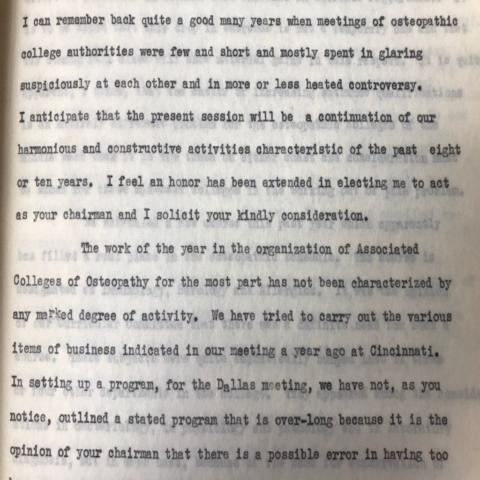 I can remember back quite a good many years when meetings of osteopathic
college authorities were few and short and mostly spent in glaring
suspiciously at each other and in more or less heated controversy.
I anticipate that the present session will be a continuation of our
harmonious and constructive activities characteristic of the past eight
or ten years. I feel an honor has been extended in electing me to act
as your chairman and I solicit your kindly consideration.
The work of the year in the organization of Associated
Colleges of Osteopathy for the most part has not been characterized by
any marked degree of activity. We have tried to carry out the various
items of business indicated in our meeting a year ago at Cincinnati.
In setting up a program, for the Dallas meeting, we have not, as you
notice, outlined a stated program that is over-long because it is the
opinion of your chairman that there is a possible error in having too